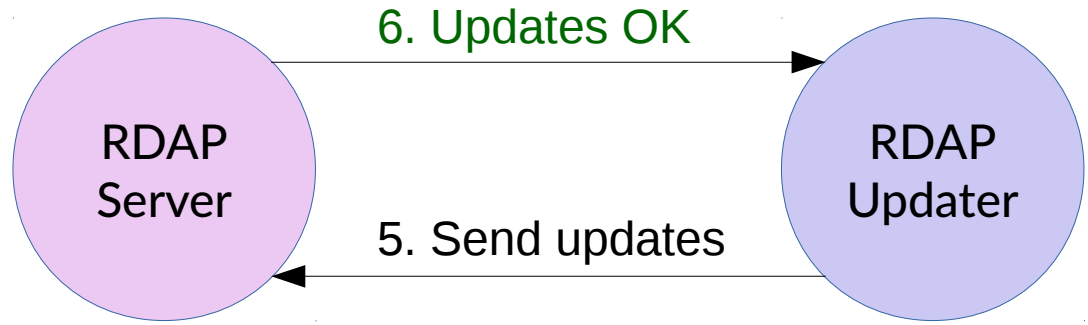 6. Updates OK
RDAP
Server
RDAP
Updater
5. Send updates